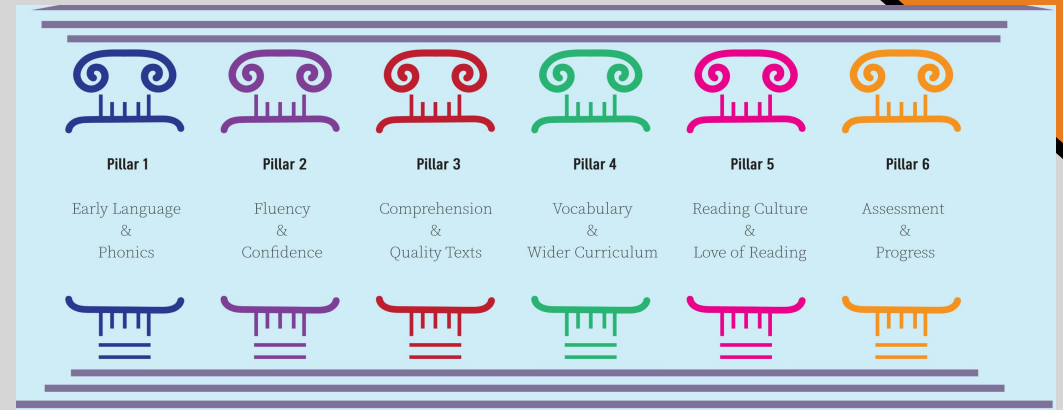 Pillar 1
Early Language
&
Phonics
Pillar 2
Fluency
&
Confidence
Pillar 3
Comprehension
&
Quality Texts
Pillar 4
Vocabulary
&
Wider Curriculum
Pillar 5
Reading Culture
&
Love of Reading
Pillar 6
Assessment
&
Progress